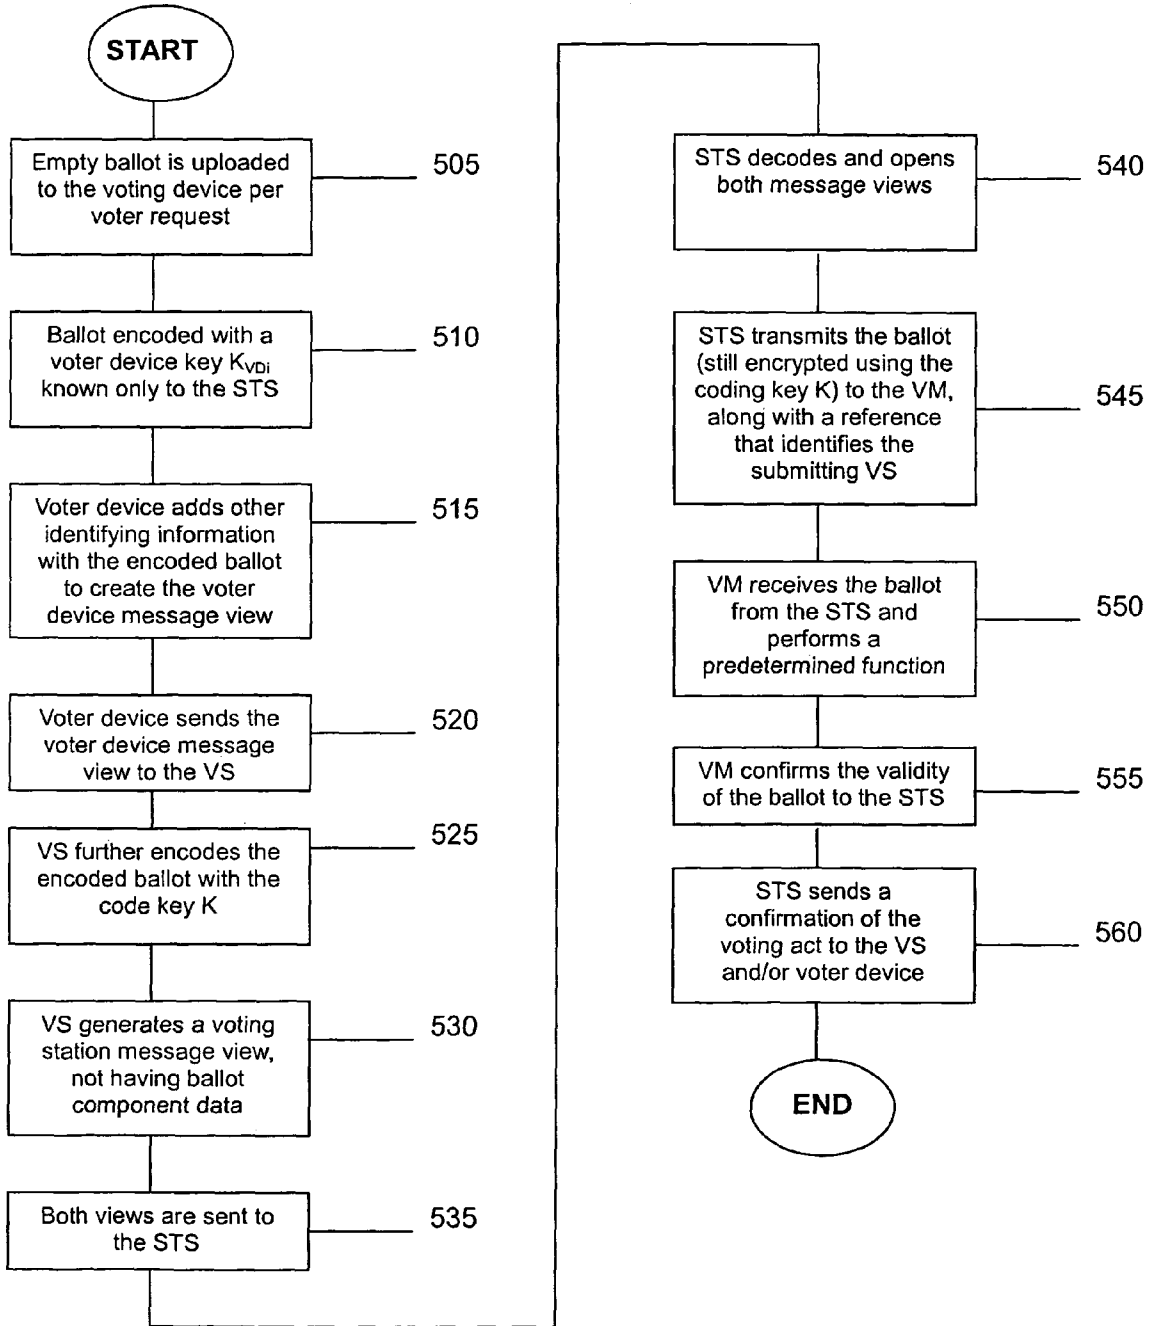 START
Empty ballot is uploaded
to the voting device per
voter request
505
Ballot encoded with a
voter device key KVDi
known only to the STS
510
Voter device adds other
identifying information
with the encoded ballot
to create the voter
device message view
515
Voter device sends the
voter device message
view to the VS
520
VS further encodes the
encoded ballot with the
code key K
525
VS generates a voting
station message view,
not having ballot
component data
530
Both views are sent to
the STS
535
STS decodes and opens
both message views
540
STS transmits the ballot
(still encrypted using the
coding key K) to the VM,
along with a reference
that identifies the
submitting VS
545
VM receives the ballot
from the STS and
performs a
predetermined function
550
VM confirms the validity
of the ballot to the STS
555
STS sends a
confirmation of the
voting act to the VS
and/or voter device
560
END